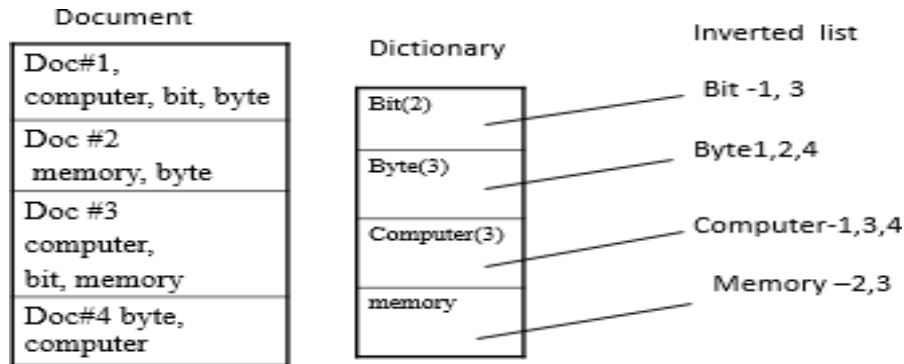 Document
Doc#1,
computer, bit, byte
Doc #2
memory, byte
Doc #3
computer,
bit, memory
Doc#4 byte,
computer
Dictionary
Bit(2)
Byte(3)
Computer(3)
memory
Inverted list
Bit -1, 3
Byte1,2,4
Computer-1,3,4
Memory –2,3